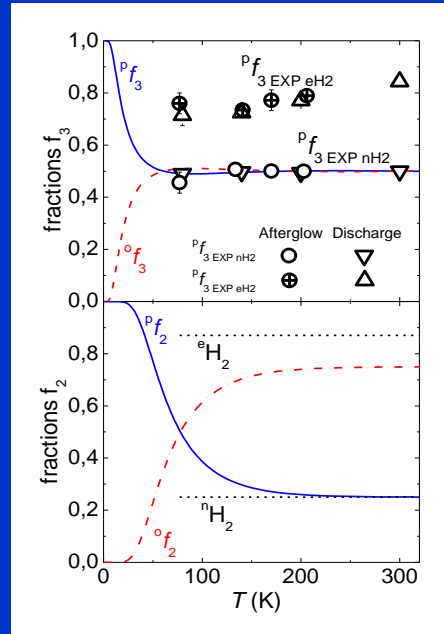 1,0
0,8
0,6
0,4
0,2
0,0
fractions f3
pf3
pf3 EXP eH2
pf3 EXP nH2
of3
Afterglow Discharge
pf3 EXP nH2
pf3 EXP eH2
0,8
0,6
0,4
0,2
0,0
fractions f2
pf2
eH2
nH2
of2
0 100 200 300
T (K)